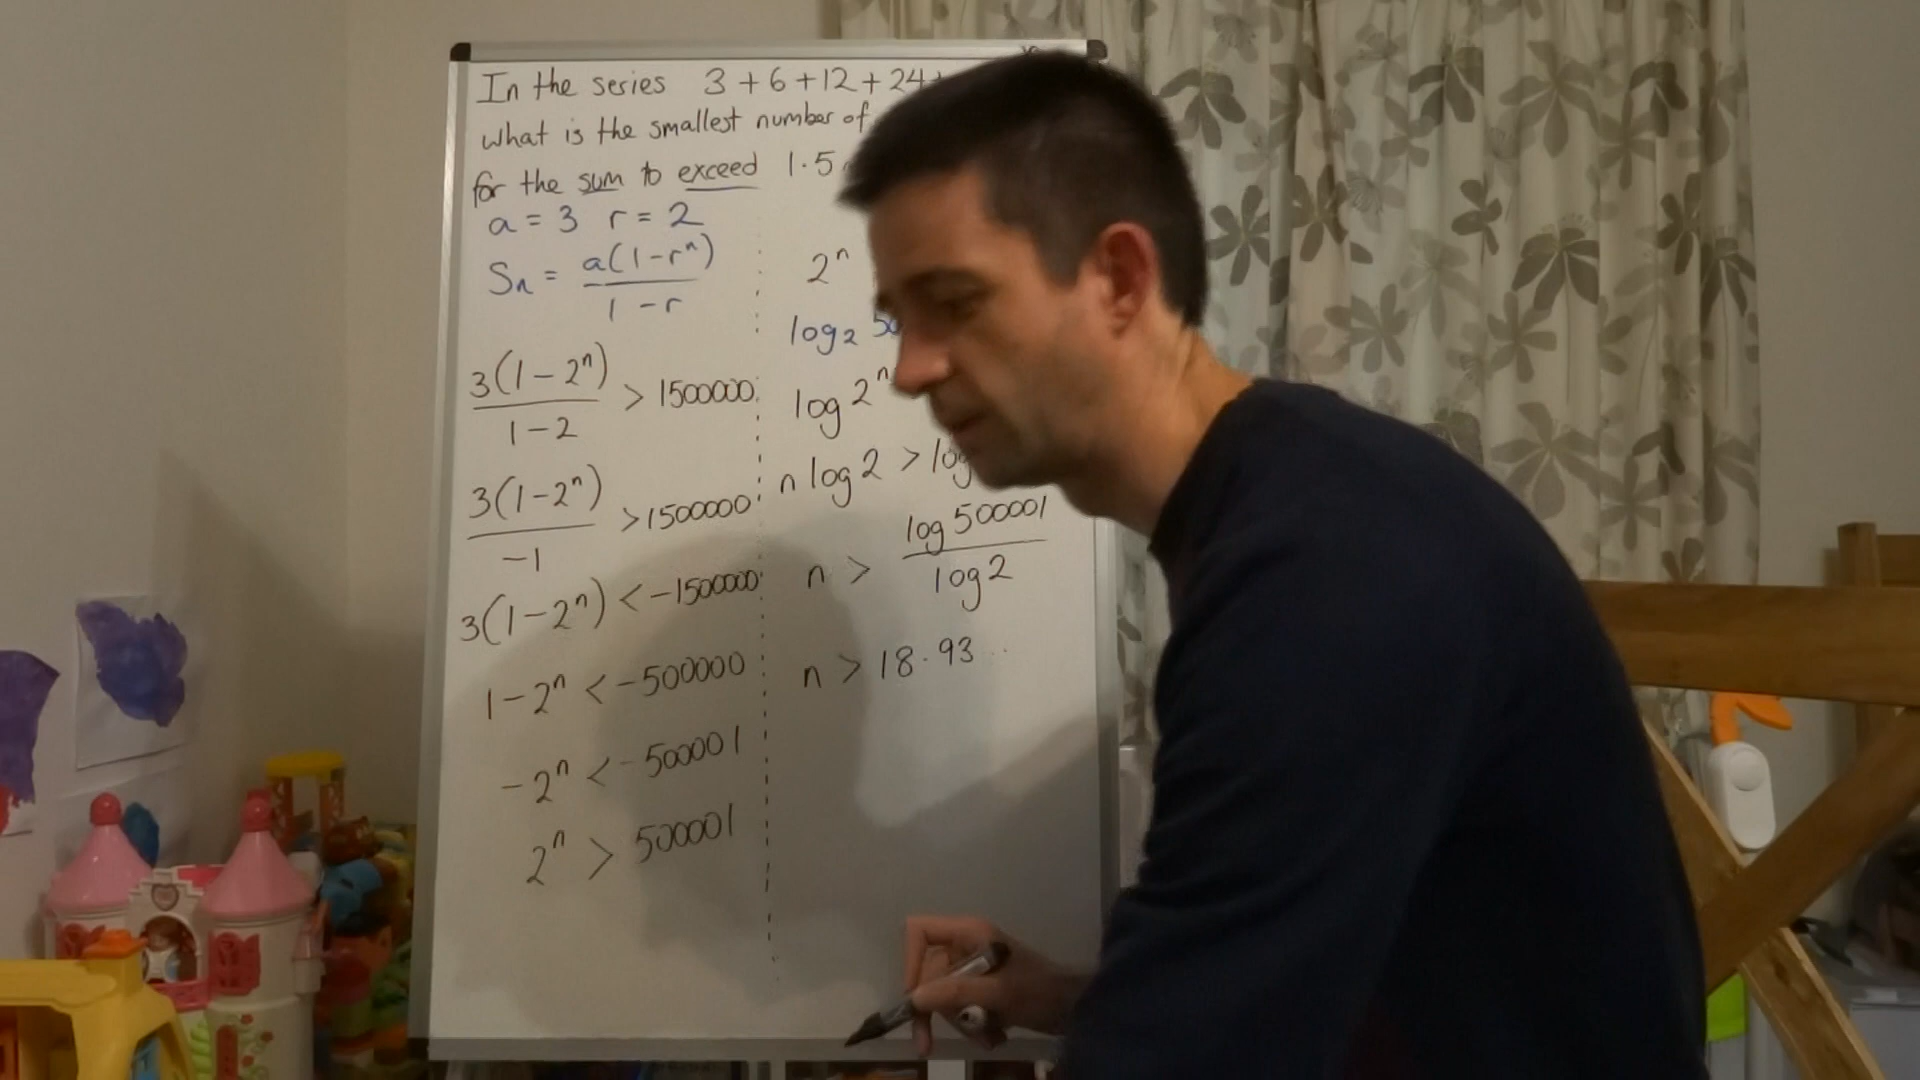 In the series 3 + 6 + 12 + 24 +
what is the smallest number of
for the sum to exceed 1.5
a = 3 r = 2
Sn = a(1-rⁿ) / 1-r
3(1-2ⁿ) / 1-2 > 1500000
3(1-2ⁿ) / -1 > 1500000
3(1-2ⁿ) < -1500000
1-2ⁿ < -500000
-2ⁿ < -500001
2ⁿ > 500001
2ⁿ
log₂ 50
log 2ⁿ
n log 2 > log
n > log 500001 / log 2
n > 18.93...